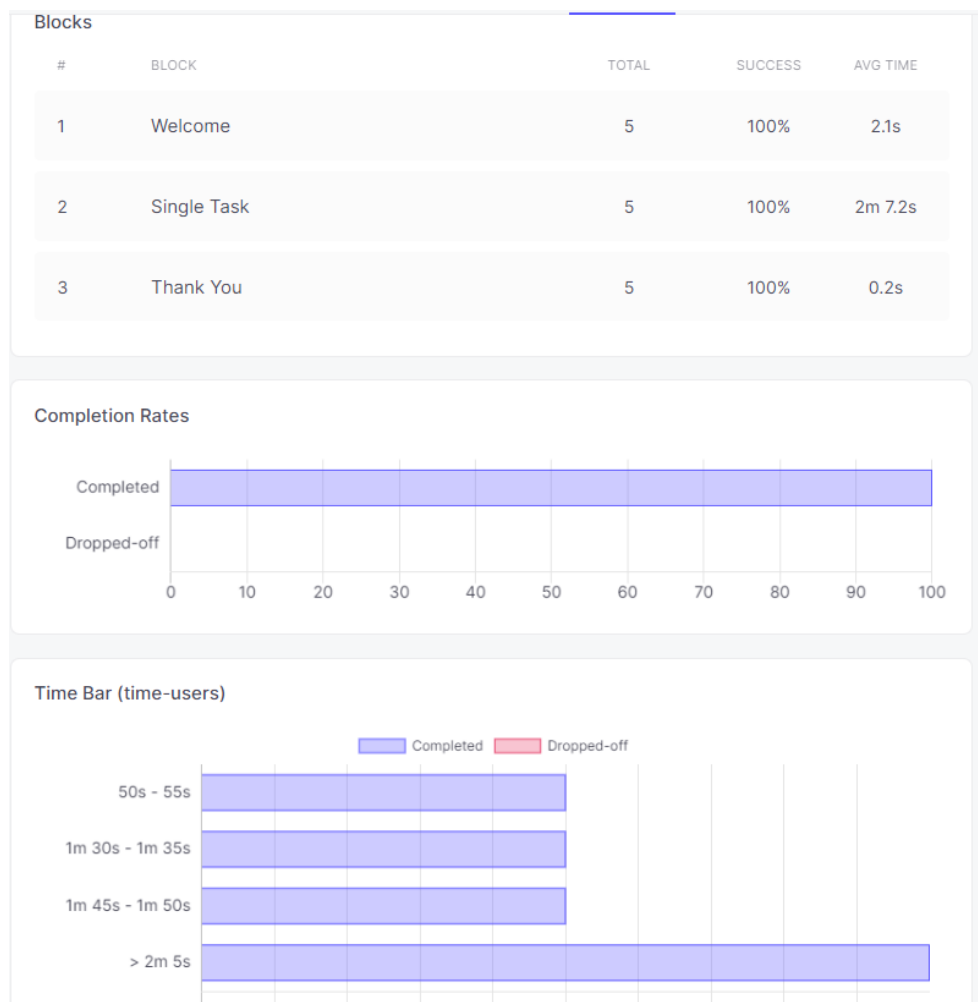 Blocks
# BLOCK TOTAL SUCCESS AVG TIME
1 Welcome 5 100% 2.1s
2 Single Task 5 100% 2m 7.2s
3 Thank You 5 100% 0.2s
Completion Rates
Completed
Dropped-off
0 10 20 30 40 50 60 70 80 90 100
Time Bar (time-users)
Completed Dropped-off
50s - 55s
1m 30s - 1m 35s
1m 45s - 1m 50s
> 2m 5s